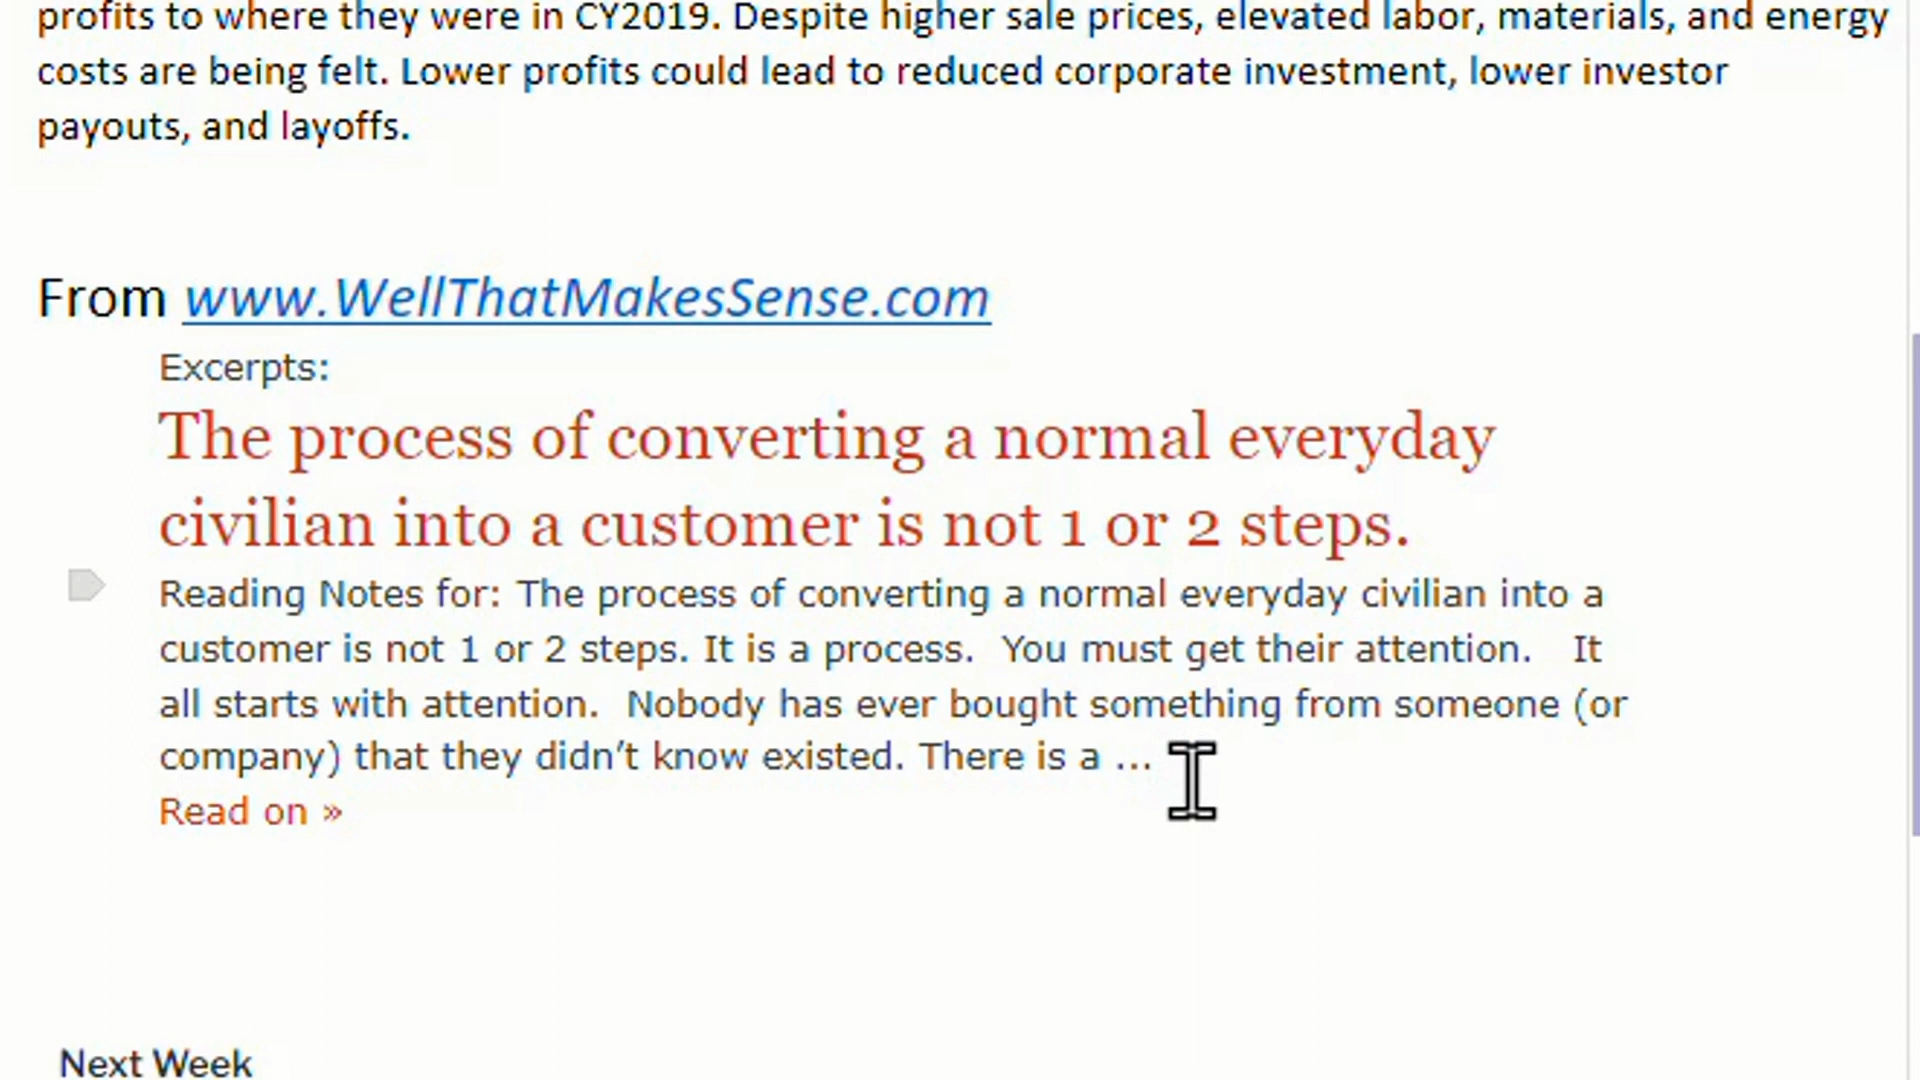 profits to where they were in CY2019. Despite higher sale prices, elevated labor, materials, and energy
costs are being felt. Lower profits could lead to reduced corporate investment, lower investor
payouts, and layoffs.
From www.WellThatMakesSense.com
Excerpts:
The process of converting a normal everyday
civilian into a customer is not 1 or 2 steps.
Reading Notes for: The process of converting a normal everyday civilian into a
customer is not 1 or 2 steps. It is a process.  You must get their attention.   It
all starts with attention.  Nobody has ever bought something from someone (or
company) that they didn’t know existed. There is a ...
Read on »
Next Week